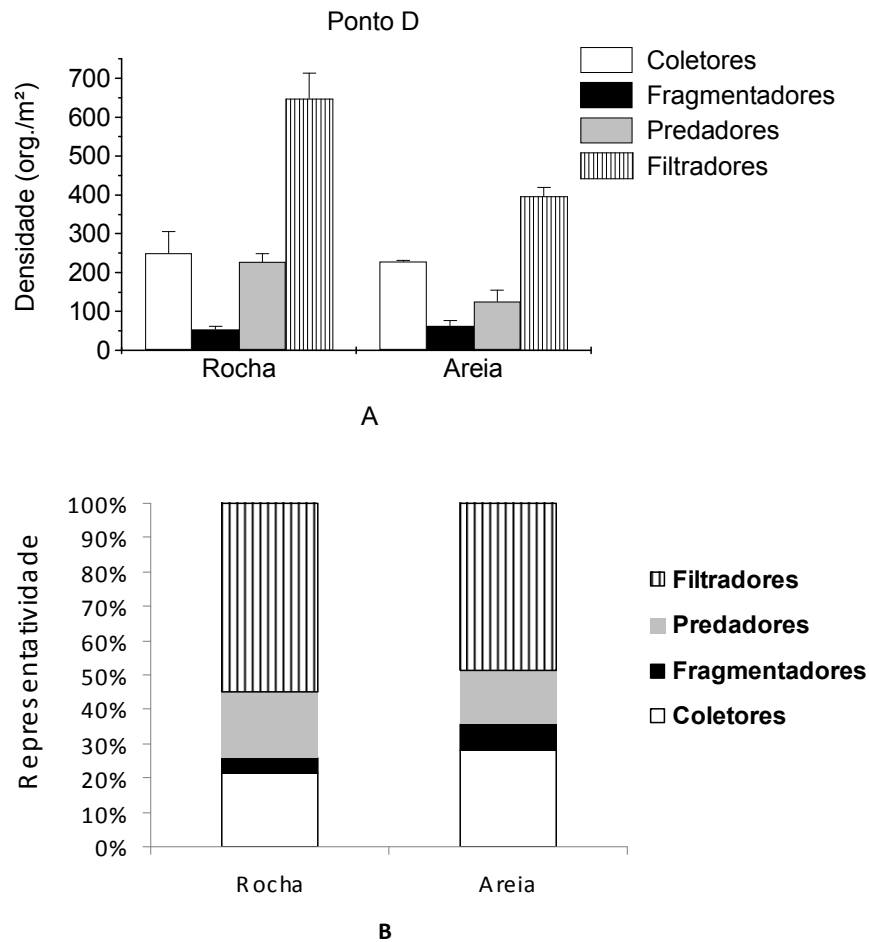 Ponto D
Densidade (org./m²)
700
600
500
400
300
200
100
0
Rocha
Areia
Coletores
Fragmentadores
Predadores
Filtradores
A
Representatividade
100%
90%
80%
70%
60%
50%
40%
30%
20%
10%
0%
Rocha
Areia
Filtradores
Predadores
Fragmentadores
Coletores
B